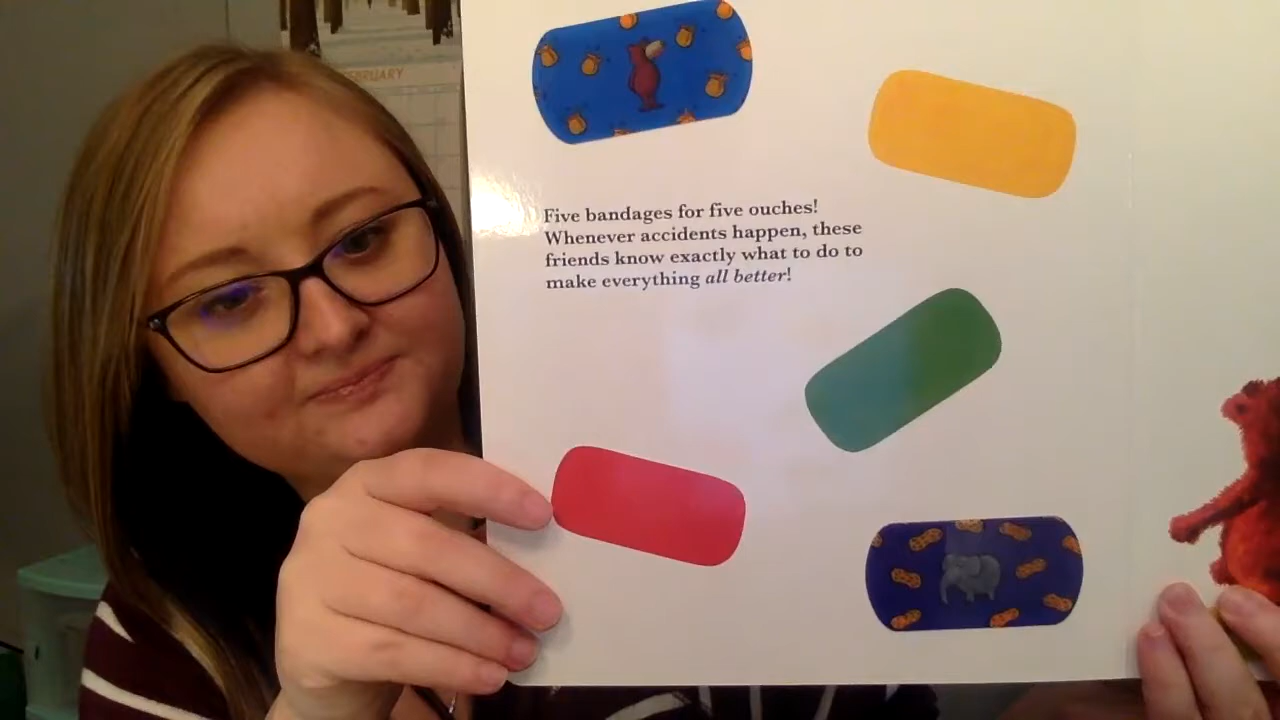 FEBRUARY
Five bandages for five ouches!
Whenever accidents happen, these
friends know exactly what to do to
make everything all better!